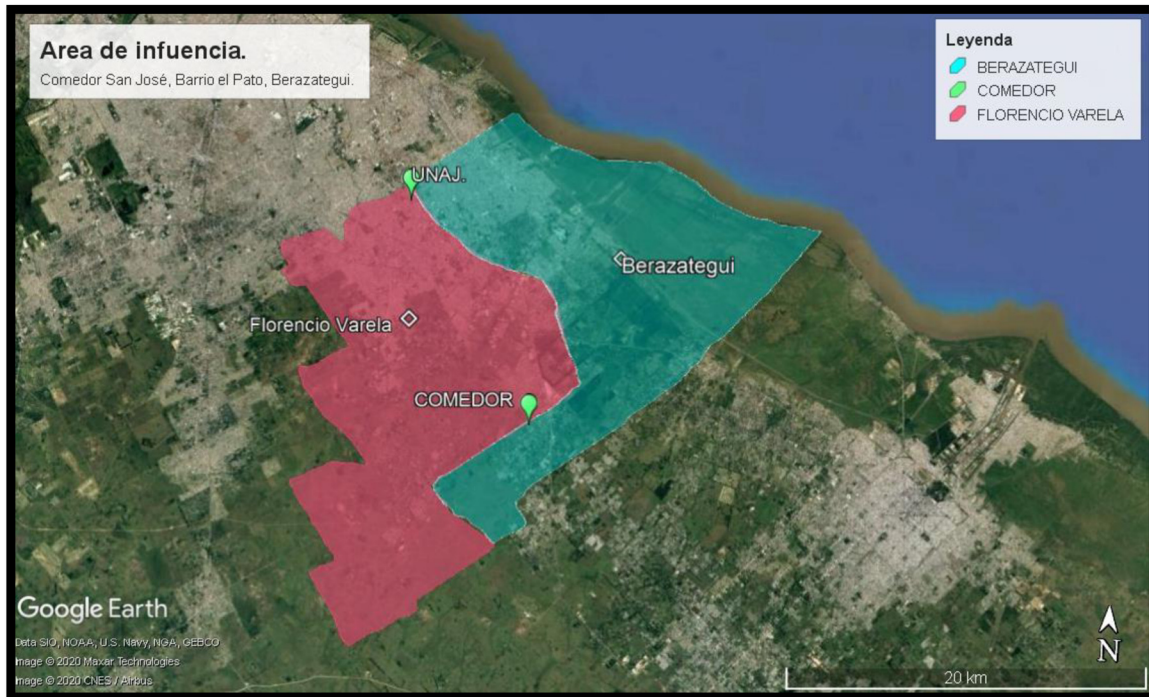 Area de infuencia.
Comedor San José, Barrio el Pato, Berazategui.
Leyenda
BERAZATEGUI
COMEDOR
FLORENCIO VARELA
UNAJ.
Berazategui
Florencio Varela
COMEDOR
Google Earth
Data SIO, NOAA, U.S. Navy, NGA, GEBCO
Image © 2020 Maxar Technologies
Image © 2020 CNES / Airbus
N
20 km